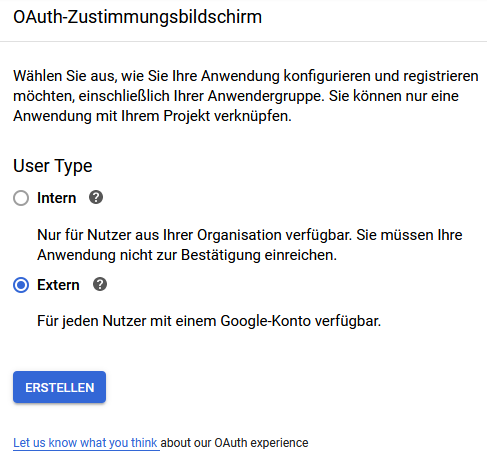 OAuth-Zustimmungsbildschirm
Wählen Sie aus, wie Sie Ihre Anwendung konfigurieren und registrieren
möchten, einschließlich Ihrer Anwendergruppe. Sie können nur eine
Anwendung mit Ihrem Projekt verknüpfen.
User Type
Intern ?
Nur für Nutzer aus Ihrer Organisation verfügbar. Sie müssen Ihre
Anwendung nicht zur Bestätigung einreichen.
Extern ?
Für jeden Nutzer mit einem Google-Konto verfügbar.
ERSTELLEN
Let us know what you think about our OAuth experience